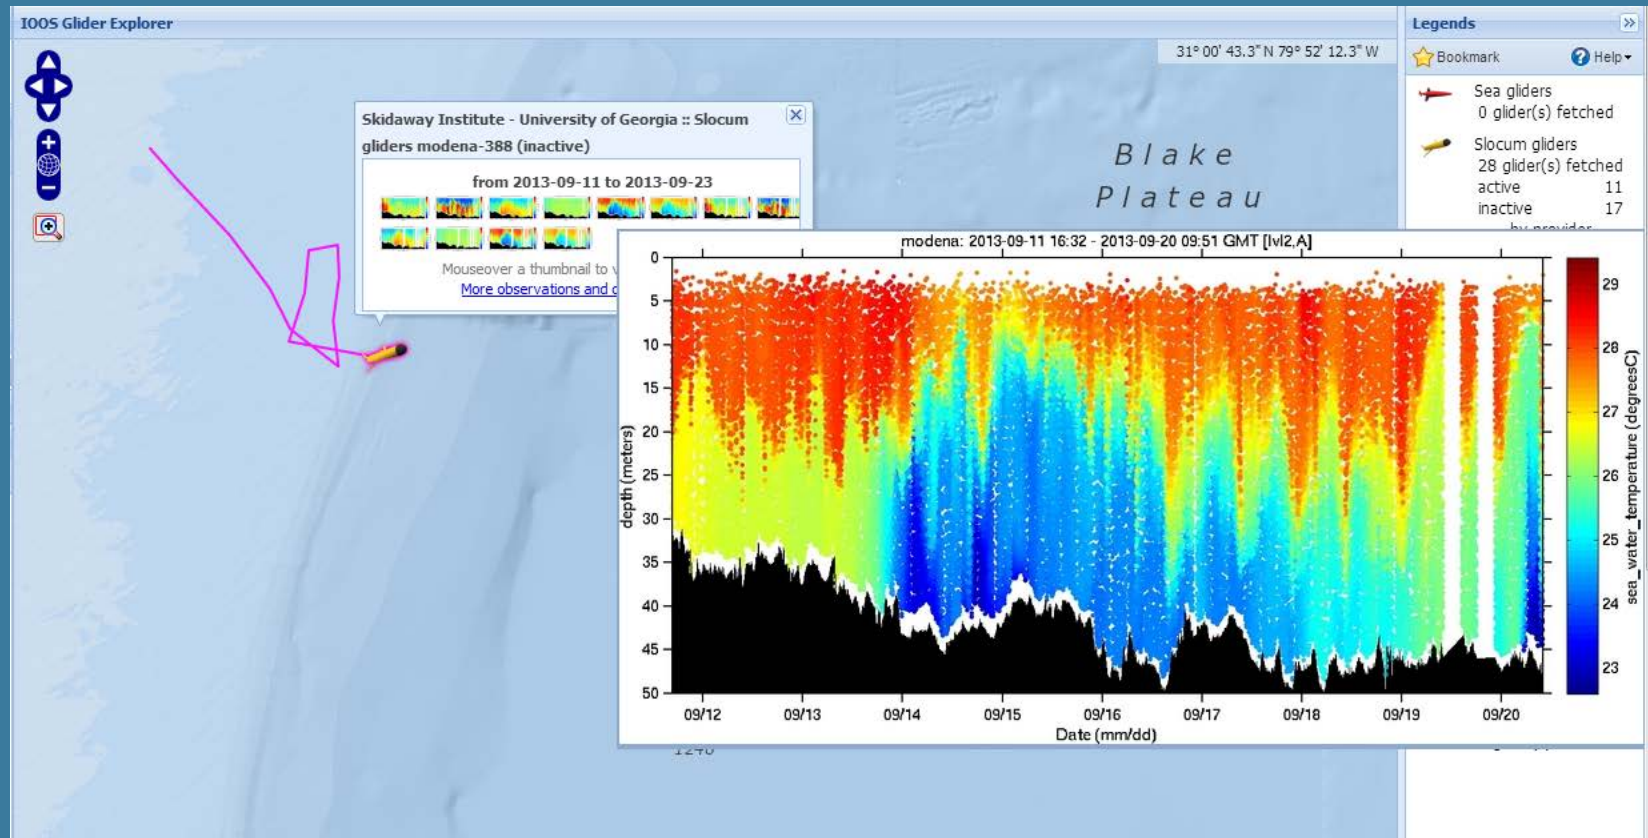 IOOS Glider Explorer
31° 00' 43.3" N 79° 52' 12.3" W
Skidaway Institute - University of Georgia :: Slocum
gliders modena-388 (inactive)
from 2013-09-11 to 2013-09-23
Mouseover a thumbnail to
More observations and
Blake
Plateau
Legends
Bookmark
Help
Sea gliders
0 glider(s) fetched
Slocum gliders
28 glider(s) fetched
active 11
inactive 17
by provider
modena: 2013-09-11 16:32 - 2013-09-20 09:51 GMT [lvl2,A]
depth (meters)
0
5
10
15
20
25
30
35
40
45
50
09/12 09/13 09/14 09/15 09/16 09/17 09/18 09/19 09/20
Date (mm/dd)
29
28
27
26
25
24
23
sea_water_temperature (degreesC)